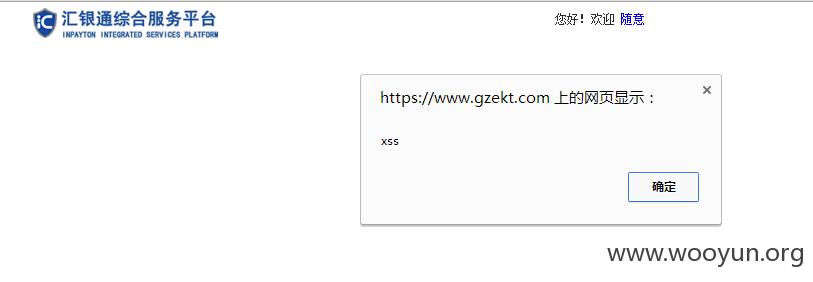 汇银通综合服务平台
INPAYTON INTEGRATED SERVICES PLATFORM
您好！欢迎 随意
https://www.gzekt.com 上的网页显示：
xss
确定
www.wooyun.org